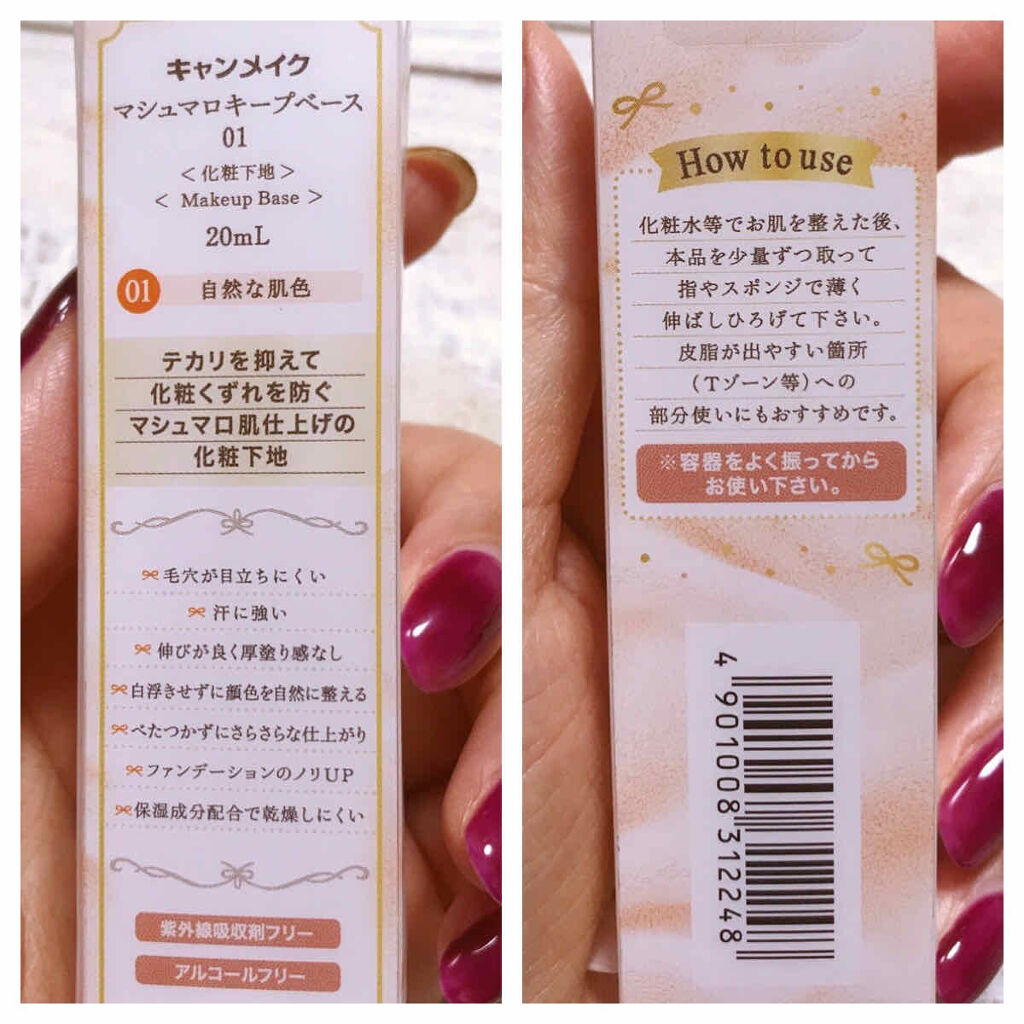 キャンメイク
マシュマロキープベース
01
＜化粧下地＞
＜ Makeup Base ＞
20mL
01 自然な肌色
テカリを抑えて
化粧くずれを防ぐ
マシュマロ肌仕上げの
化粧下地
毛穴が目立ちにくい
汗に強い
伸びが良く厚塗り感なし
白浮きせずに顔色を自然に整える
べたつかずにさらさらな仕上がり
ファンデーションのノリUP
保湿成分配合で乾燥しにくい
紫外線吸収剤フリー
アルコールフリー
How to use
化粧水等でお肌を整えた後、
本品を少量ずつ取って
指やスポンジで薄く
伸ばしひろげて下さい。
皮脂が出やすい箇所
（Tゾーン等）への
部分使いにもおすすめです。
※容器をよく振ってから
お使い下さい。
4 901008 312248